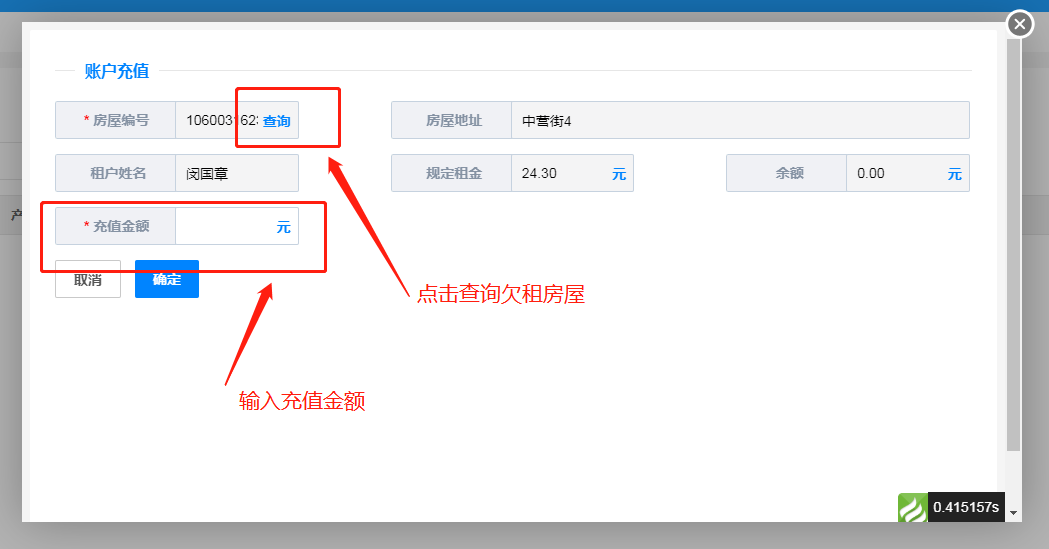 账户充值
* 房屋编号 查询 房屋地址 中营街4
租户姓名 闵国章 规定租金 24.30 元 余额 0.00 元
* 充值金额 元
取消 确定
点击查询欠租房屋
输入充值金额
0.415157s